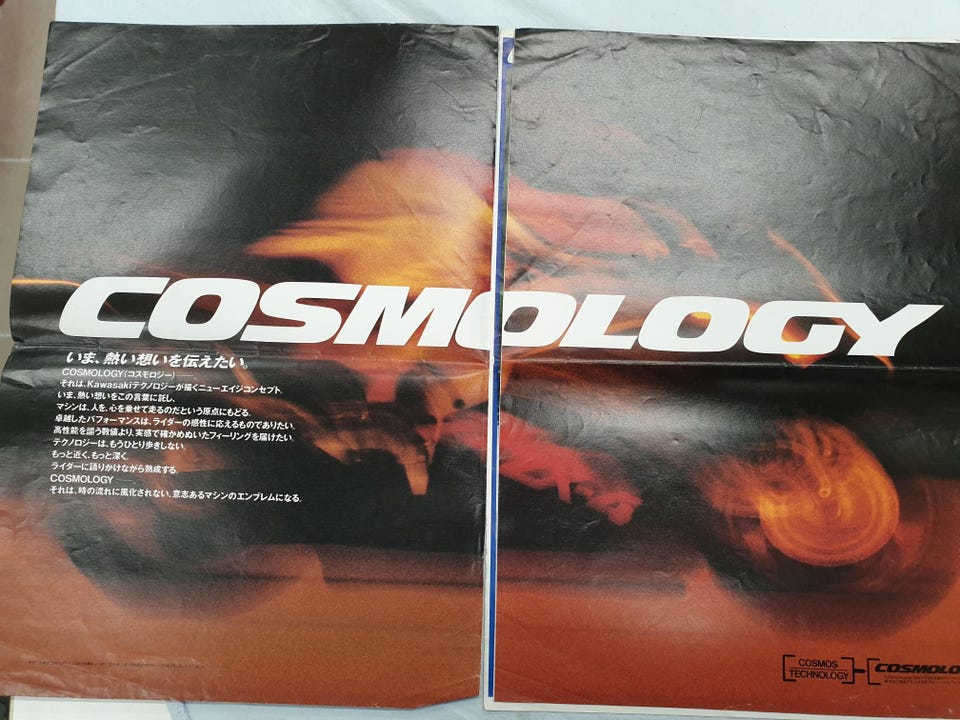 COSMOLOGY
いま、熱い想いを伝えたい。
COSMOLOGY(コスモロジー)――
それは、Kawasakiテクノロジーが描くニューエイジコンセプト。
いま、熱い想いをこの言葉に託し、
マシンは、人を、心を乗せて走るのだという原点にもどる。
卓越したパフォーマンスは、ライダーの感性に応えるものでありたい。
高性能を謳う数値より、実感で確かめぬいたフィーリングを届けたい。
テクノロジーは、もうひとり歩きしない。
もっと近く、もっと深く、
ライダーに語りかけながら熟成する。
COSMOLOGY
それは、時の流れに風化されない、意志あるマシンのエンブレムになる。
COSMOS
TECHNOLOGY
COSMOLO